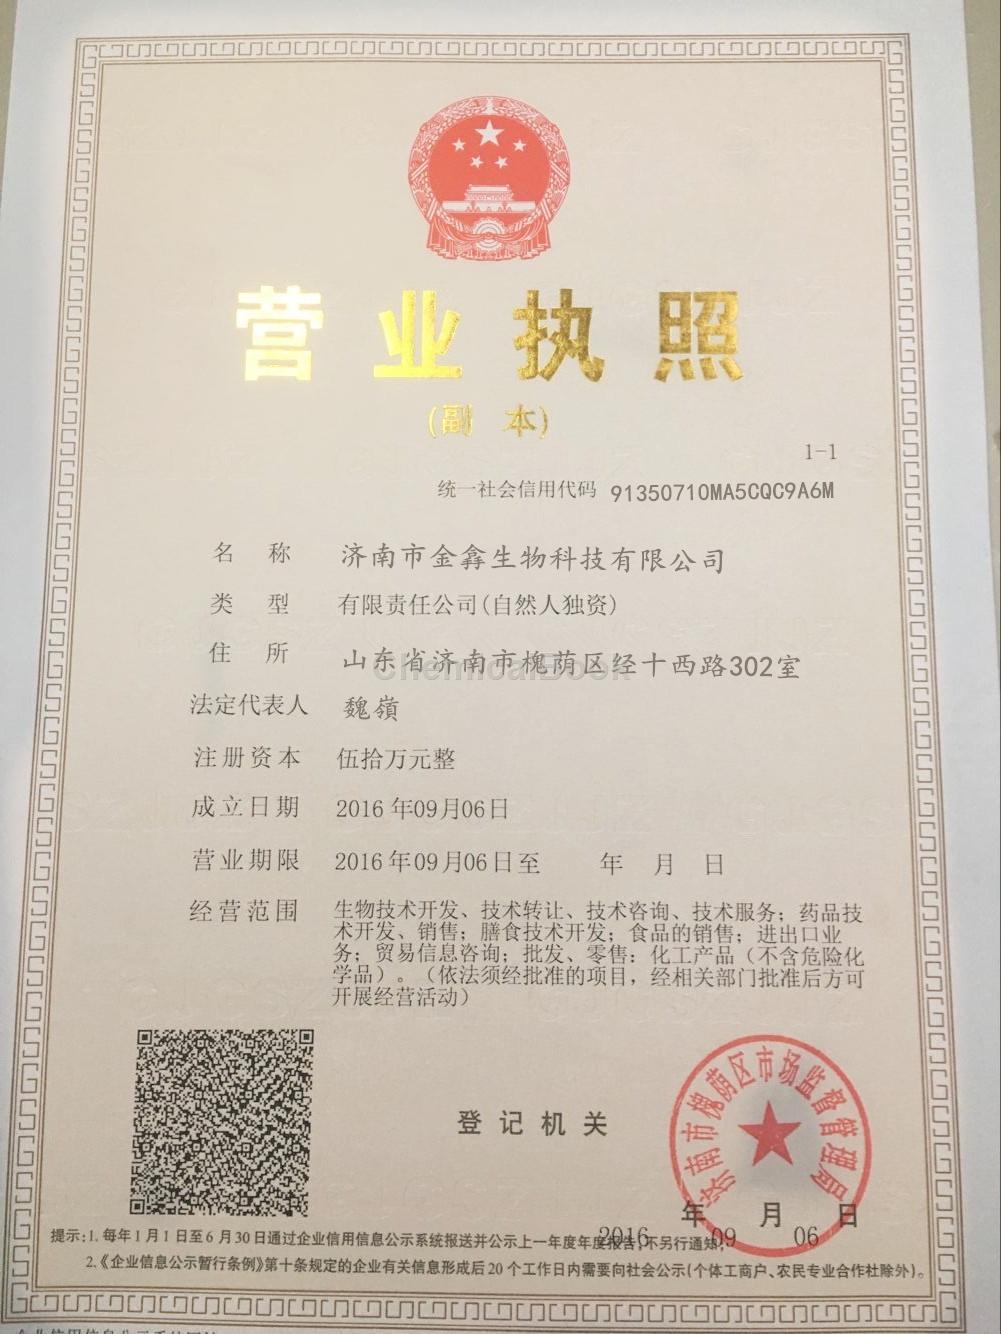 营业执照
(副 本)
1-1
统一社会信用代码 91350710MA5CQC9A6M
名 称 济南市金鑫生物科技有限公司
类 型 有限责任公司(自然人独资)
住 所 山东省济南市槐荫区经十西路302室
ChemicalBook
法定代表人 魏嶺
注册资本 伍拾万元整
成立日期 2016年09月06日
营业期限 2016年09月06日至 年 月 日
经营范围 生物技术开发、技术转让、技术咨询、技术服务；药品技
术开发、销售；膳食技术开发；食品的销售；进出口业
务；贸易信息咨询；批发、零售：化工产品（不含危险化
学品）。（依法须经批准的项目，经相关部门批准后方可
开展经营活动）
登记机关
济南市槐荫区市场监督管理局
2016 年 09 月 06 日
提示：1. 每年1月1日至6月30日通过企业信用信息公示系统报送并公示上一年度年度报告，不另行通知；
2.《企业信息公示暂行条例》第十条规定的企业有关信息形成后20个工作日内需要向社会公示(个体工商户、农民专业合作社除外)。